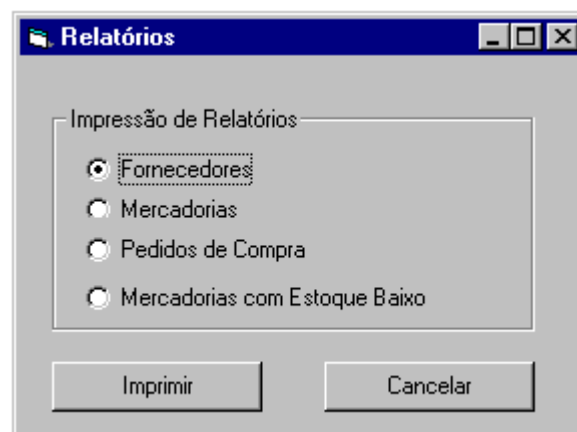 Relatórios
Impressão de Relatórios
Fornecedores
Mercadorias
Pedidos de Compra
Mercadorias com Estoque Baixo
Imprimir Cancelar